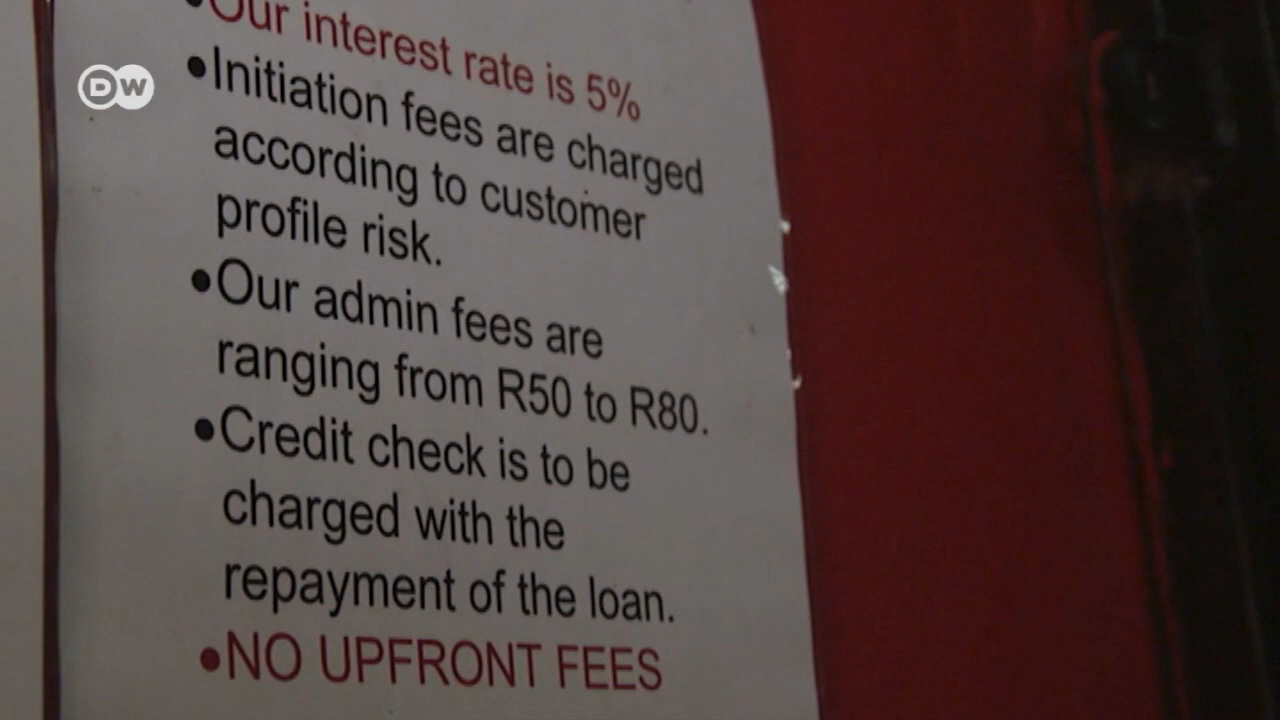 DW
•Our interest rate is 5%
•Initiation fees are charged
according to customer
profile risk.
•Our admin fees are
ranging from R50 to R80.
•Credit check is to be
charged with the
repayment of the loan.
•NO UPFRONT FEES